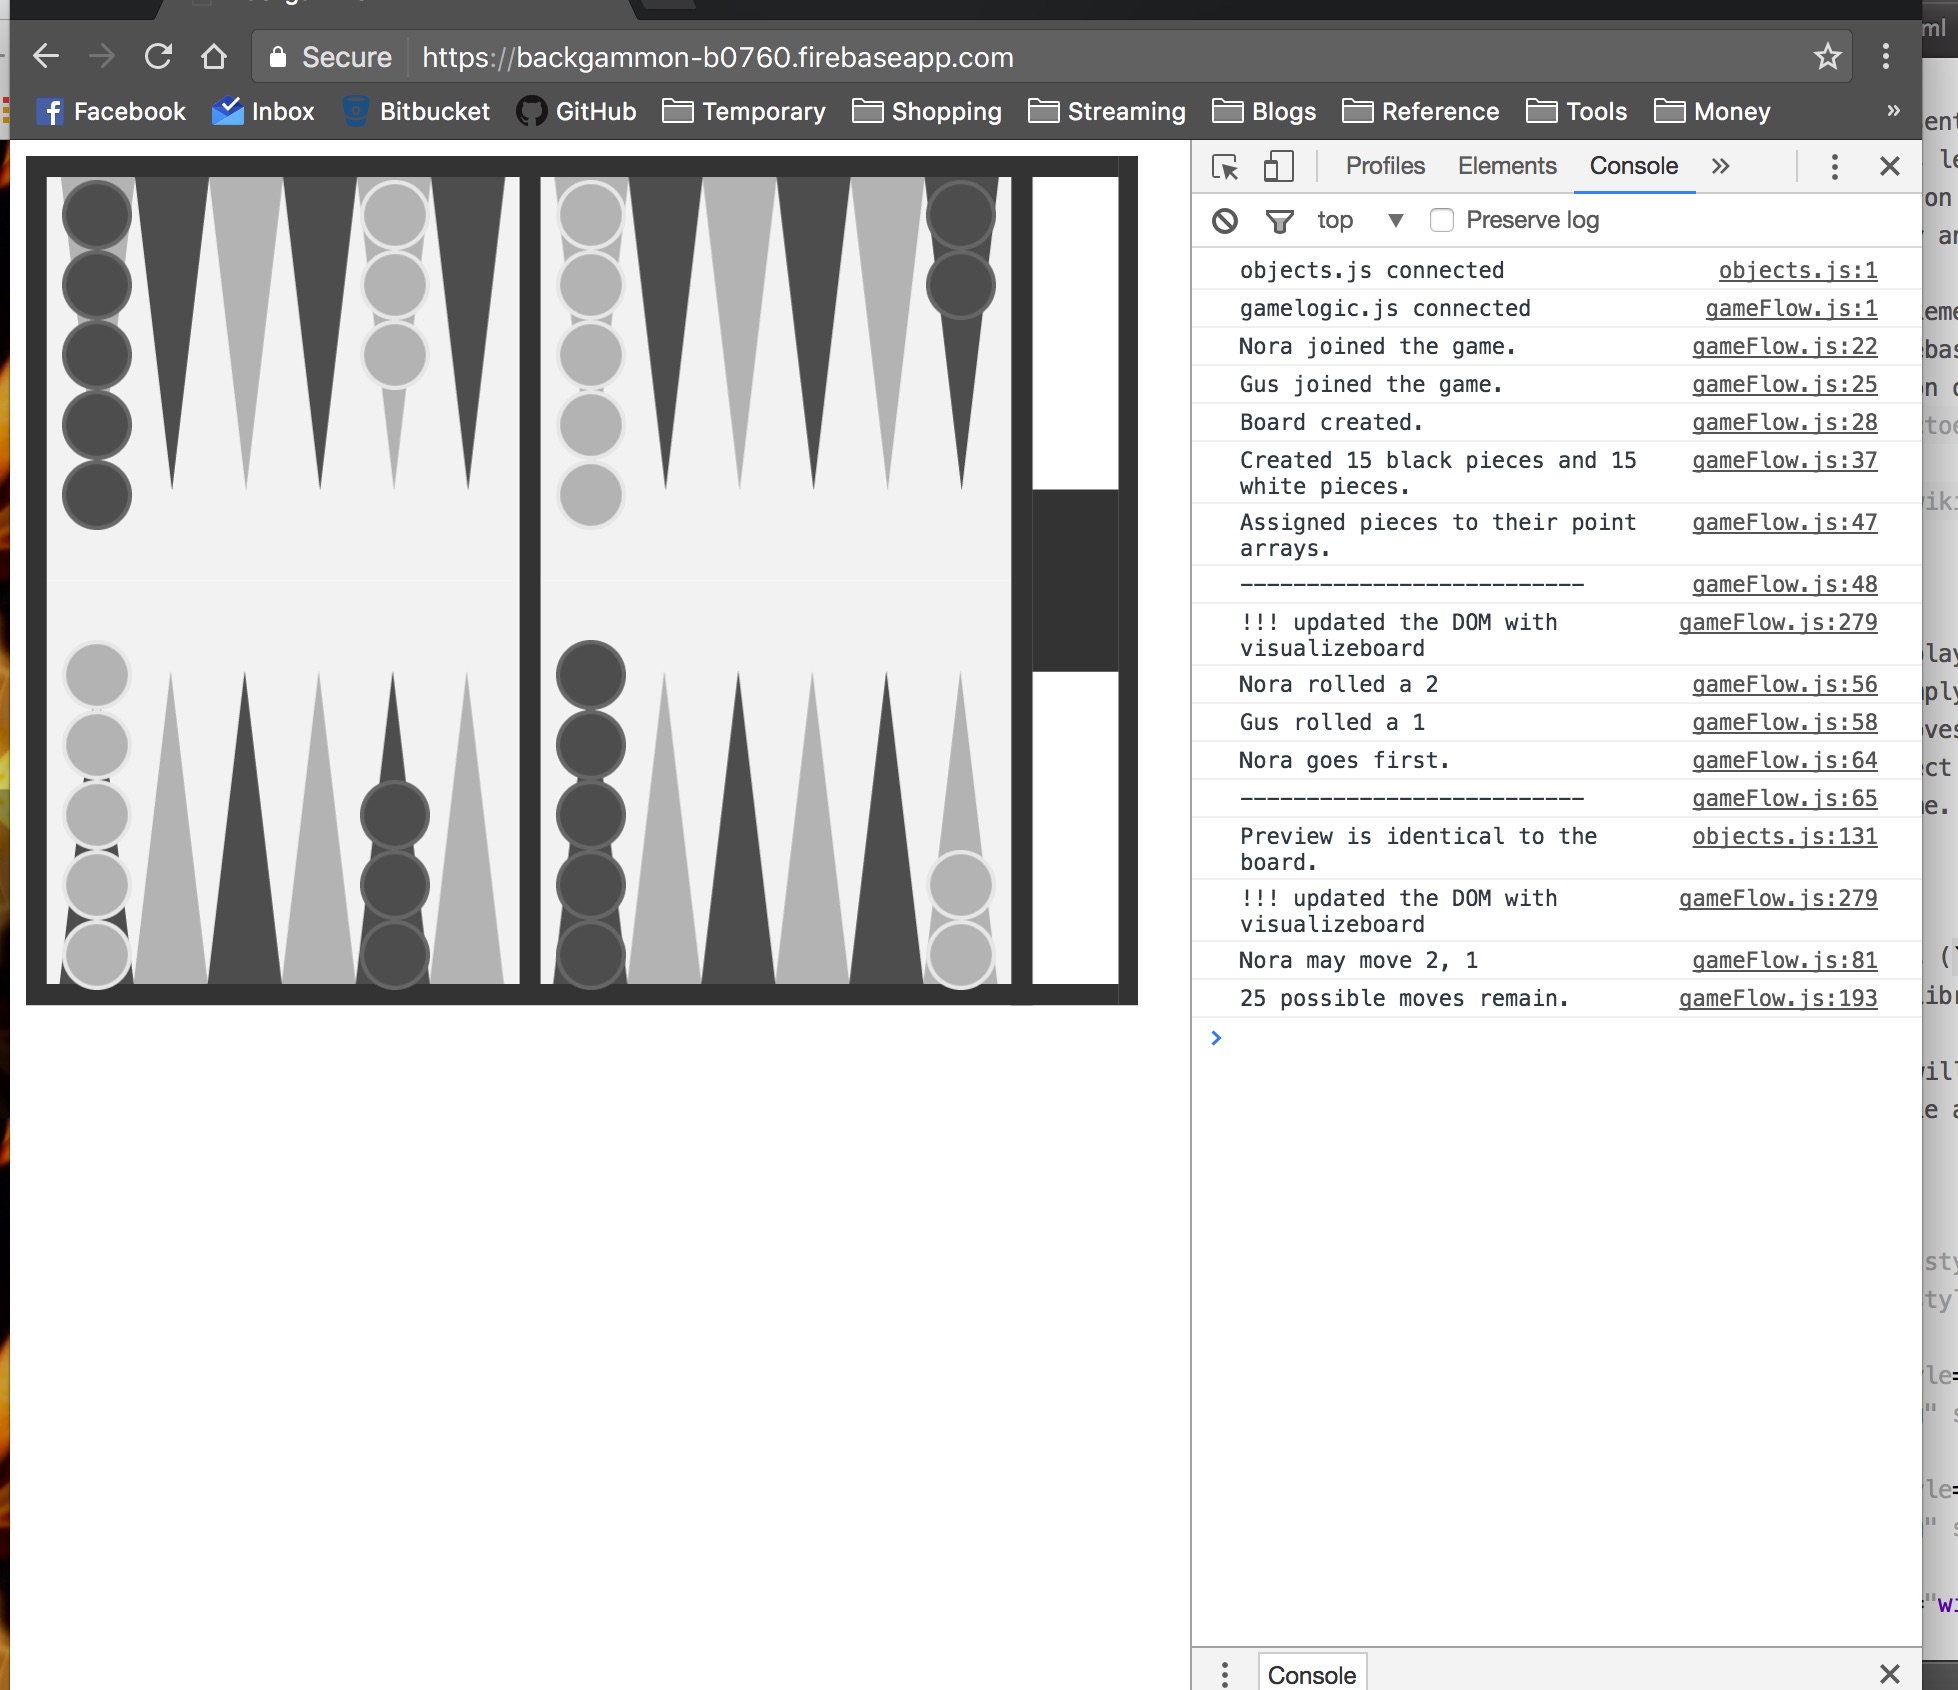 Secure https://backgammon-b0760.firebaseapp.com
Facebook Inbox Bitbucket GitHub Temporary Shopping Streaming Blogs Reference Tools Money »
Profiles Elements Console »
top ▼ Preserve log
objects.js connected objects.js:1
gamelogic.js connected gameFlow.js:1
Nora joined the game. gameFlow.js:22
Gus joined the game. gameFlow.js:25
Board created. gameFlow.js:28
Created 15 black pieces and 15 gameFlow.js:37
white pieces.
Assigned pieces to their point gameFlow.js:47
arrays.
-------------------------- gameFlow.js:48
!!! updated the DOM with gameFlow.js:279
visualizeboard
Nora rolled a 2 gameFlow.js:56
Gus rolled a 1 gameFlow.js:58
Nora goes first. gameFlow.js:64
-------------------------- gameFlow.js:65
Preview is identical to the objects.js:131
board.
!!! updated the DOM with gameFlow.js:279
visualizeboard
Nora may move 2, 1 gameFlow.js:81
25 possible moves remain. gameFlow.js:193
>
Console